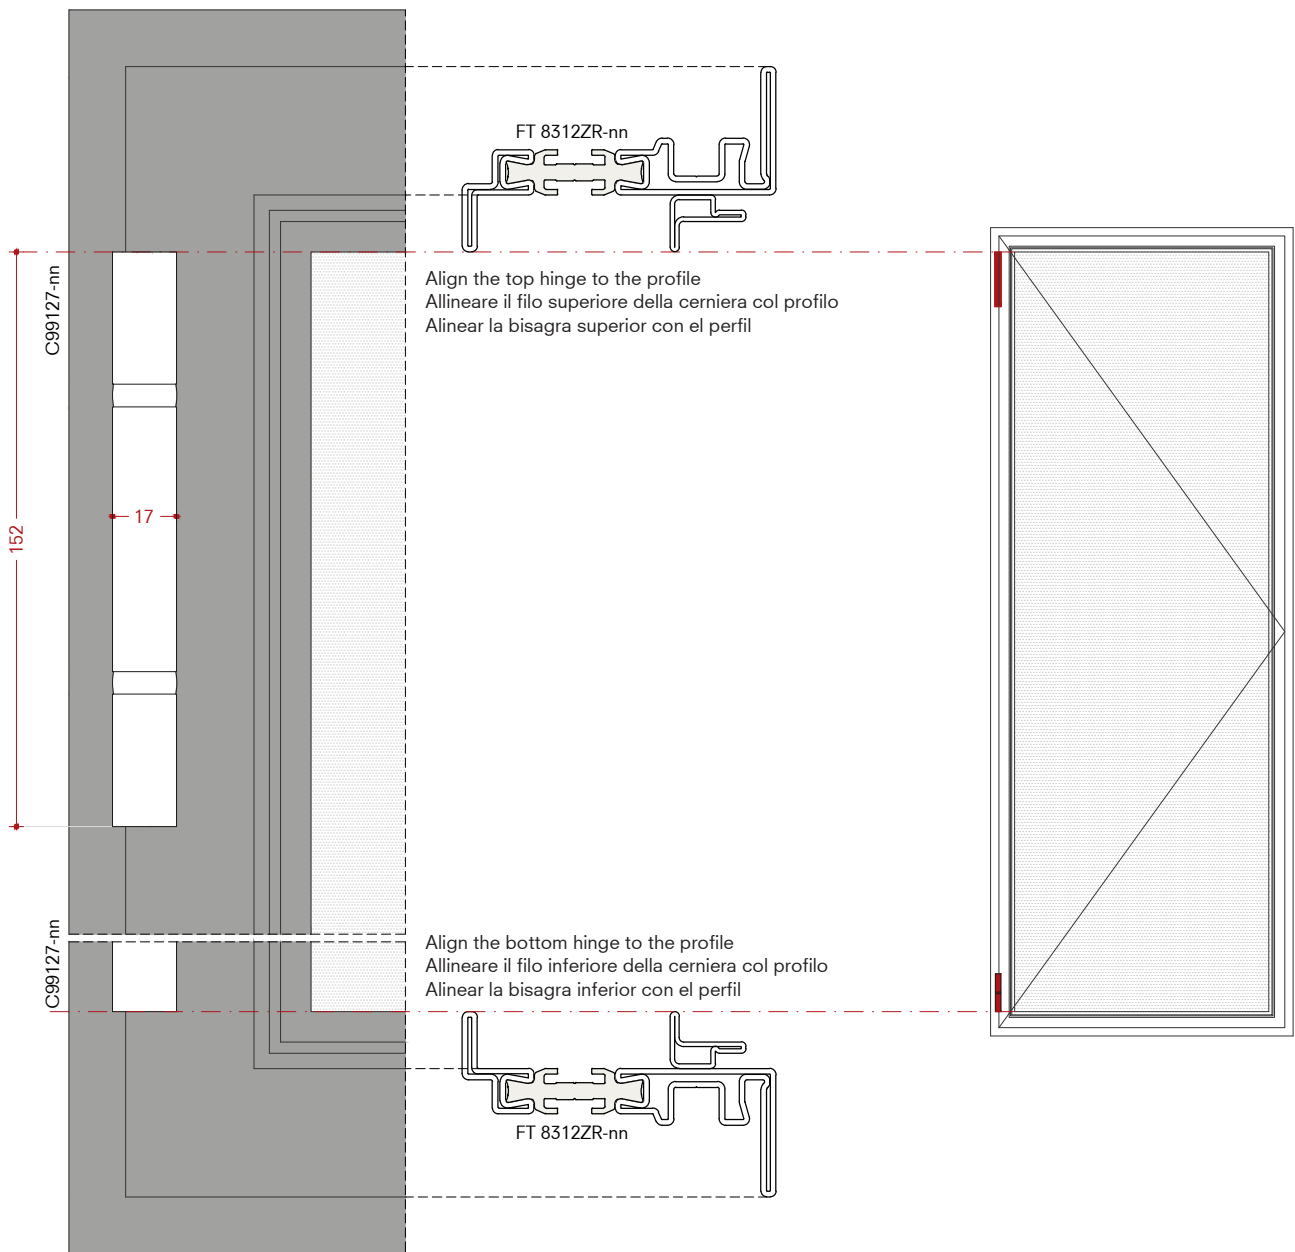 FT 8312ZR-nn
C99127-nn
Align the top hinge to the profile
Allineare il filo superiore della cerniera col profilo
Alinear la bisagra superior con el perfil
17
152
C99127-nn
Align the bottom hinge to the profile
Allineare il filo inferiore della cerniera col profilo
Alinear la bisagra inferior con el perfil
FT 8312ZR-nn